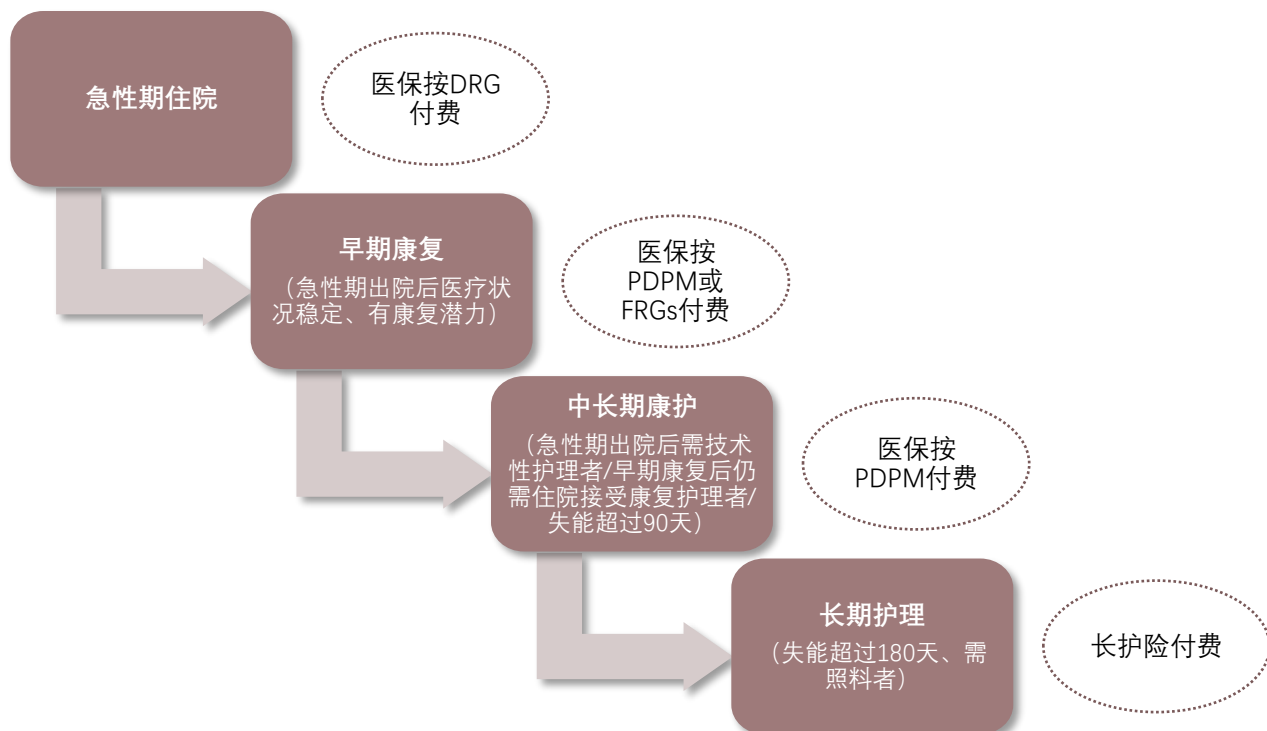 急性期住院
医保按DRG
付费
早期康复
（急性期出院后医疗状
况稳定、有康复潜力）
医保按
PDPM或
FRGs付费
中长期康护
（急性期出院后需技术
性护理者/早期康复后仍
需住院接受康复护理者/
失能超过90天）
医保按
PDPM付费
长期护理
（失能超过180天、需
照料者）
长护险付费